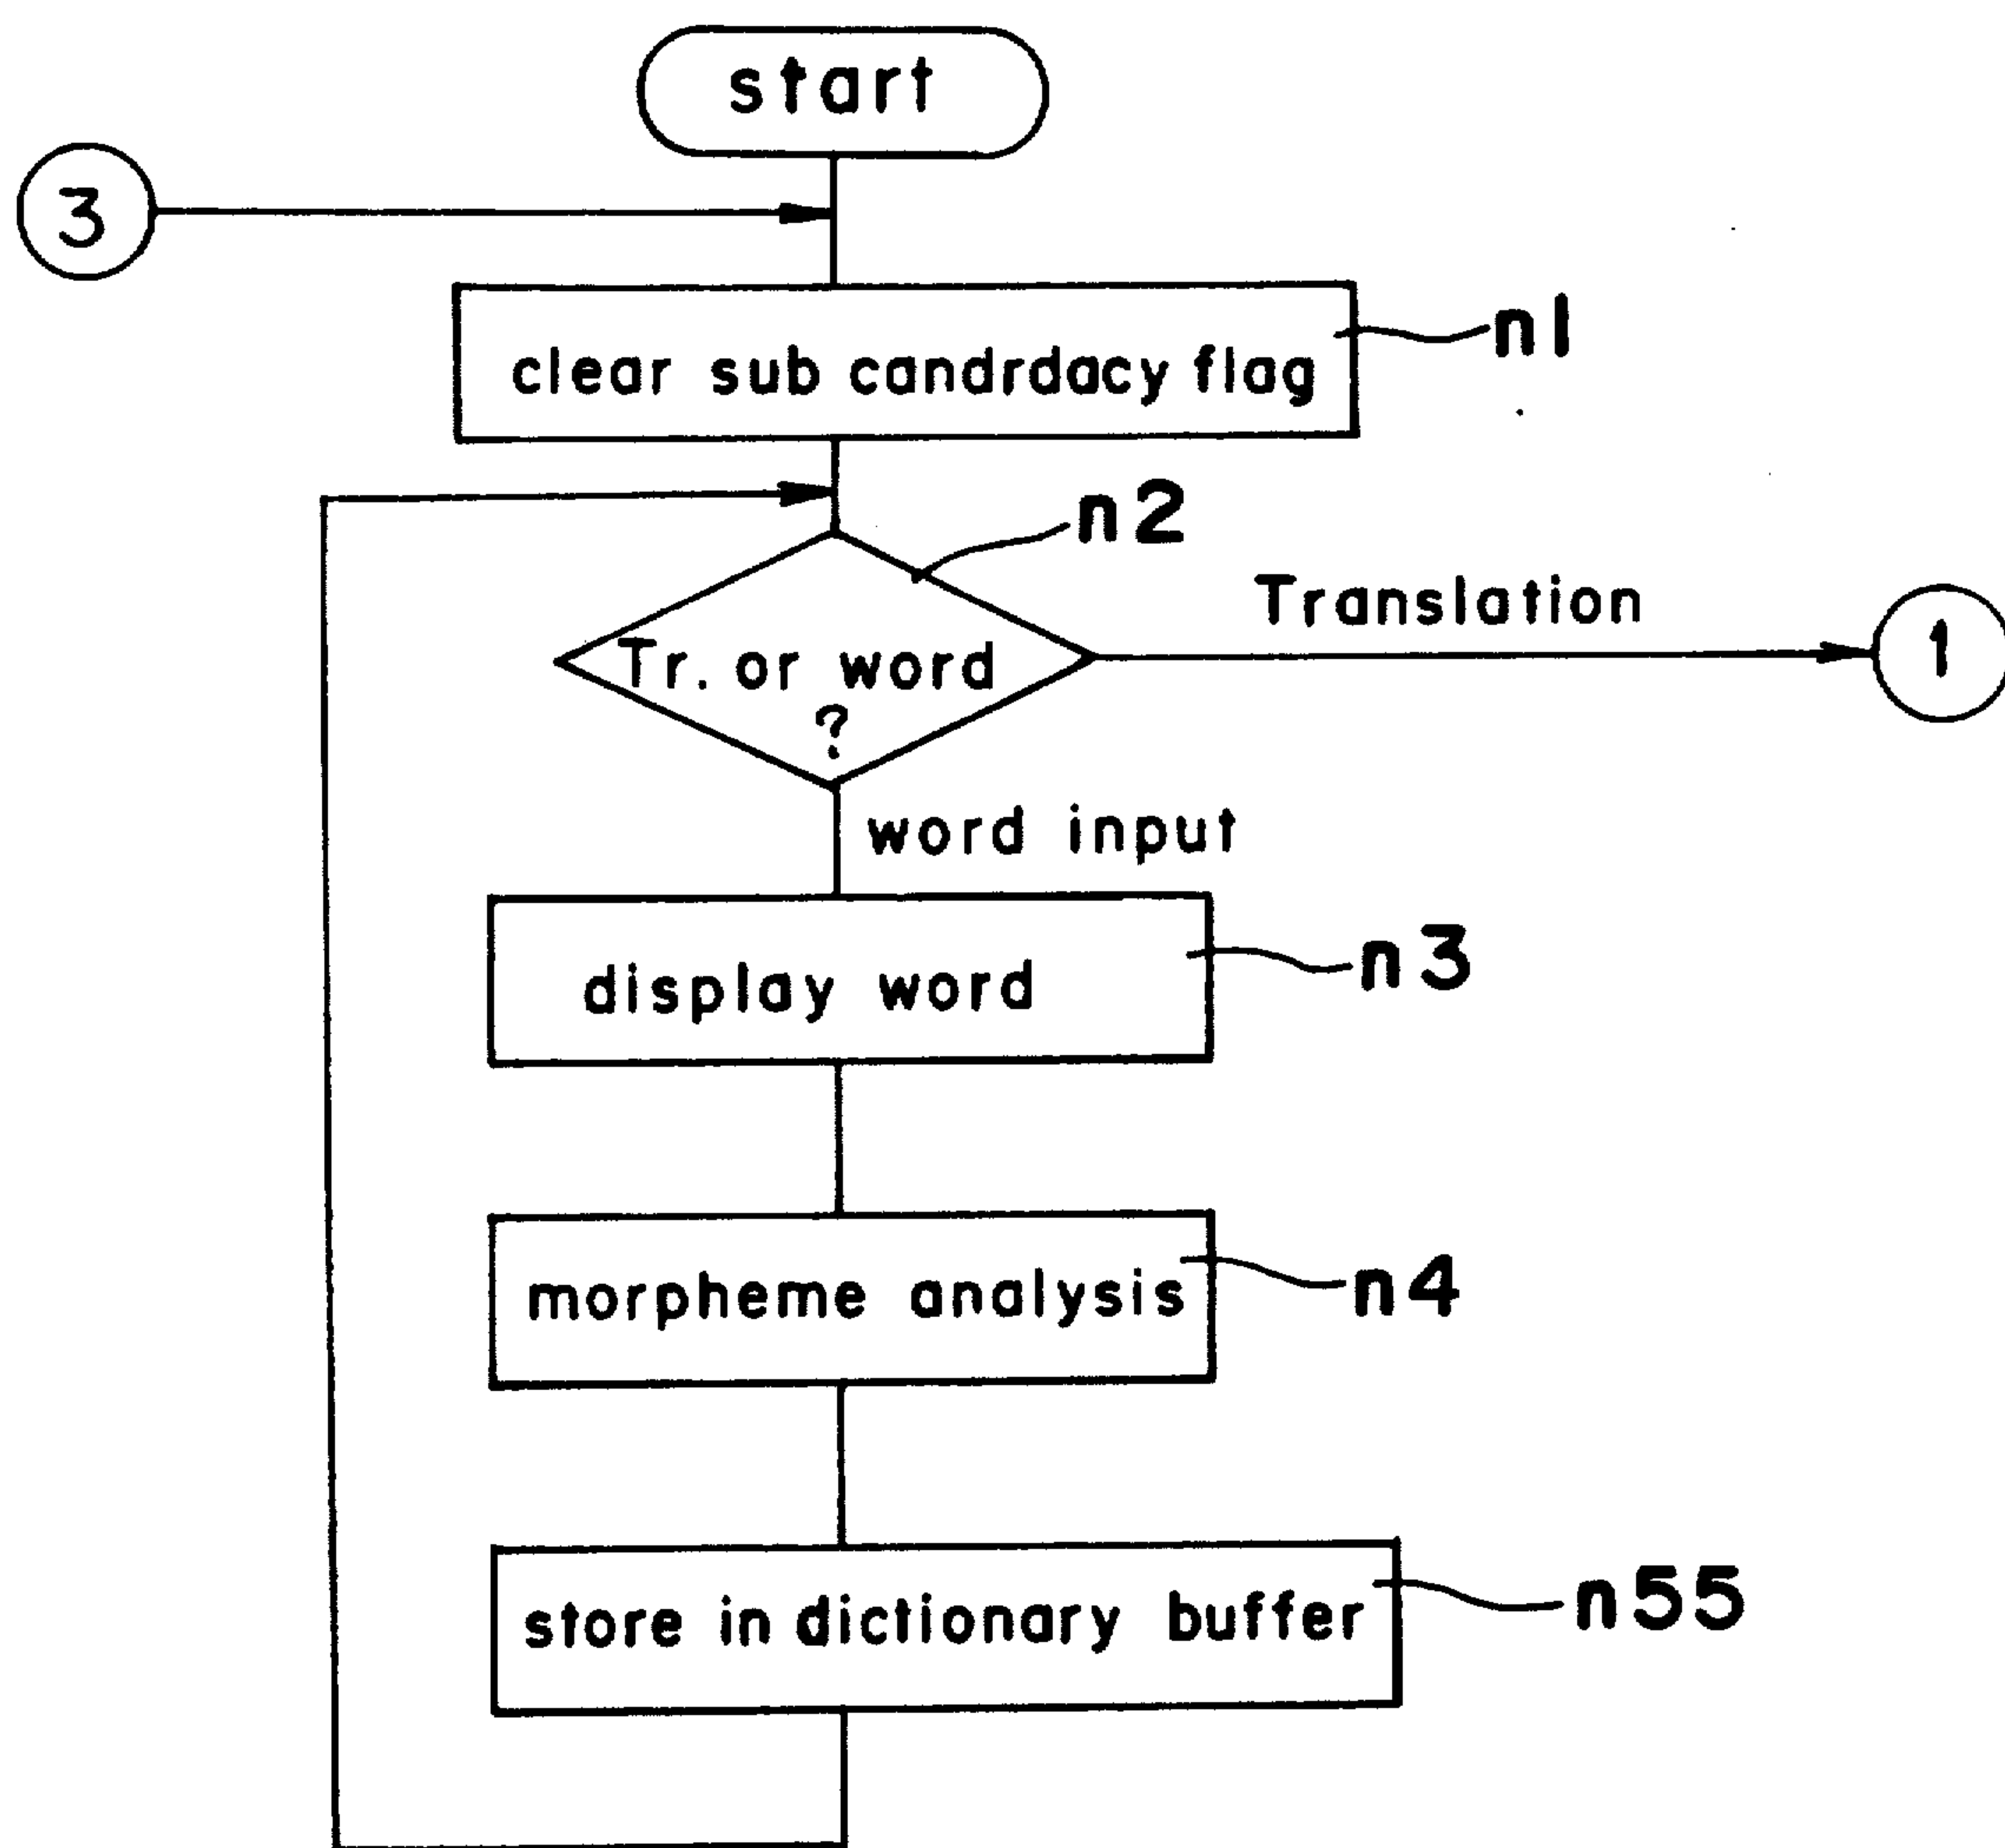 start
3
clear sub candrdacy flag
n1
n2
Translation
1
Tr. or word
?
word input
display word
n3
morpheme analysis
n4
store in dictionary buffer
n55